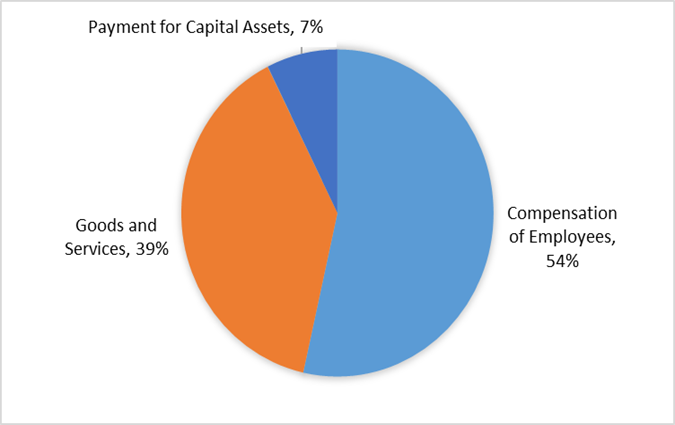 Payment for Capital Assets, 7%
Goods and
Services, 39%
Compensation
of Employees,
54%